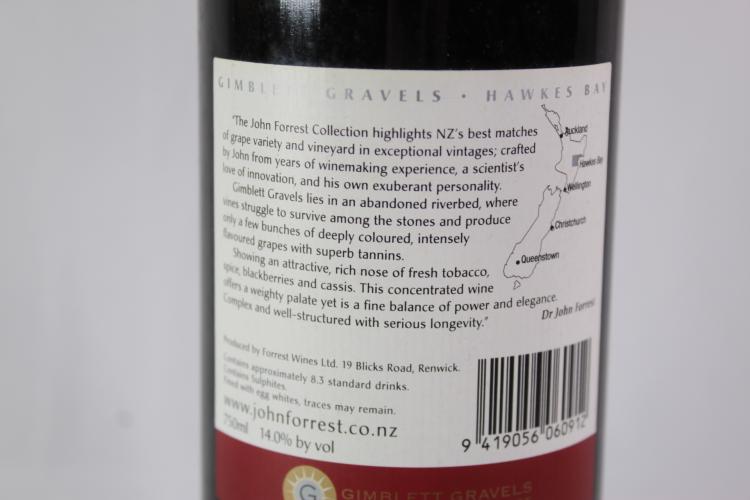 GIMBLETT GRAVELS · HAWKES BAY
"The John Forrest Collection highlights NZ's best matches
of grape variety and vineyard in exceptional vintages; crafted
by John from years of winemaking experience, a scientist's
love of innovation, and his own exuberant personality.
Gimblett Gravels lies in an abandoned riverbed, where
vines struggle to survive among the stones and produce
only a few bunches of deeply coloured, intensely
flavoured grapes with superb tannins.
Showing an attractive, rich nose of fresh tobacco,
spice, blackberries and cassis. This concentrated wine
offers a weighty palate yet is a fine balance of power and elegance.
Complex and well-structured with serious longevity."
Dr John Forrest
Auckland
Hawkes Bay
Wellington
Christchurch
Queenstown
Produced by Forrest Wines Ltd. 19 Blicks Road, Renwick.
Contains approximately 8.3 standard drinks.
Contains Sulphites.
Fined with egg whites, traces may remain.
www.johnforrest.co.nz
750ml 14.0% by vol
9 419056 060912
G
GIMBLETT GRAVELS